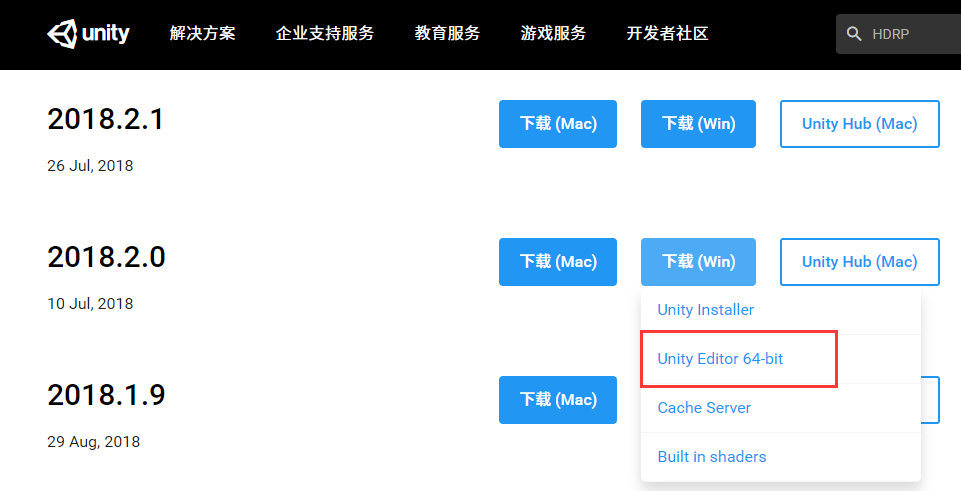 unity 解决方案 企业支持服务 教育服务 游戏服务 开发者社区 HDRP
2018.2.1 下载 (Mac) 下载 (Win) Unity Hub (Mac)
26 Jul, 2018
2018.2.0 下载 (Mac) 下载 (Win) Unity Hub (Mac)
10 Jul, 2018
Unity Installer
Unity Editor 64-bit
2018.1.9 下载 (Mac)
Cache Server
29 Aug, 2018
Built in shaders